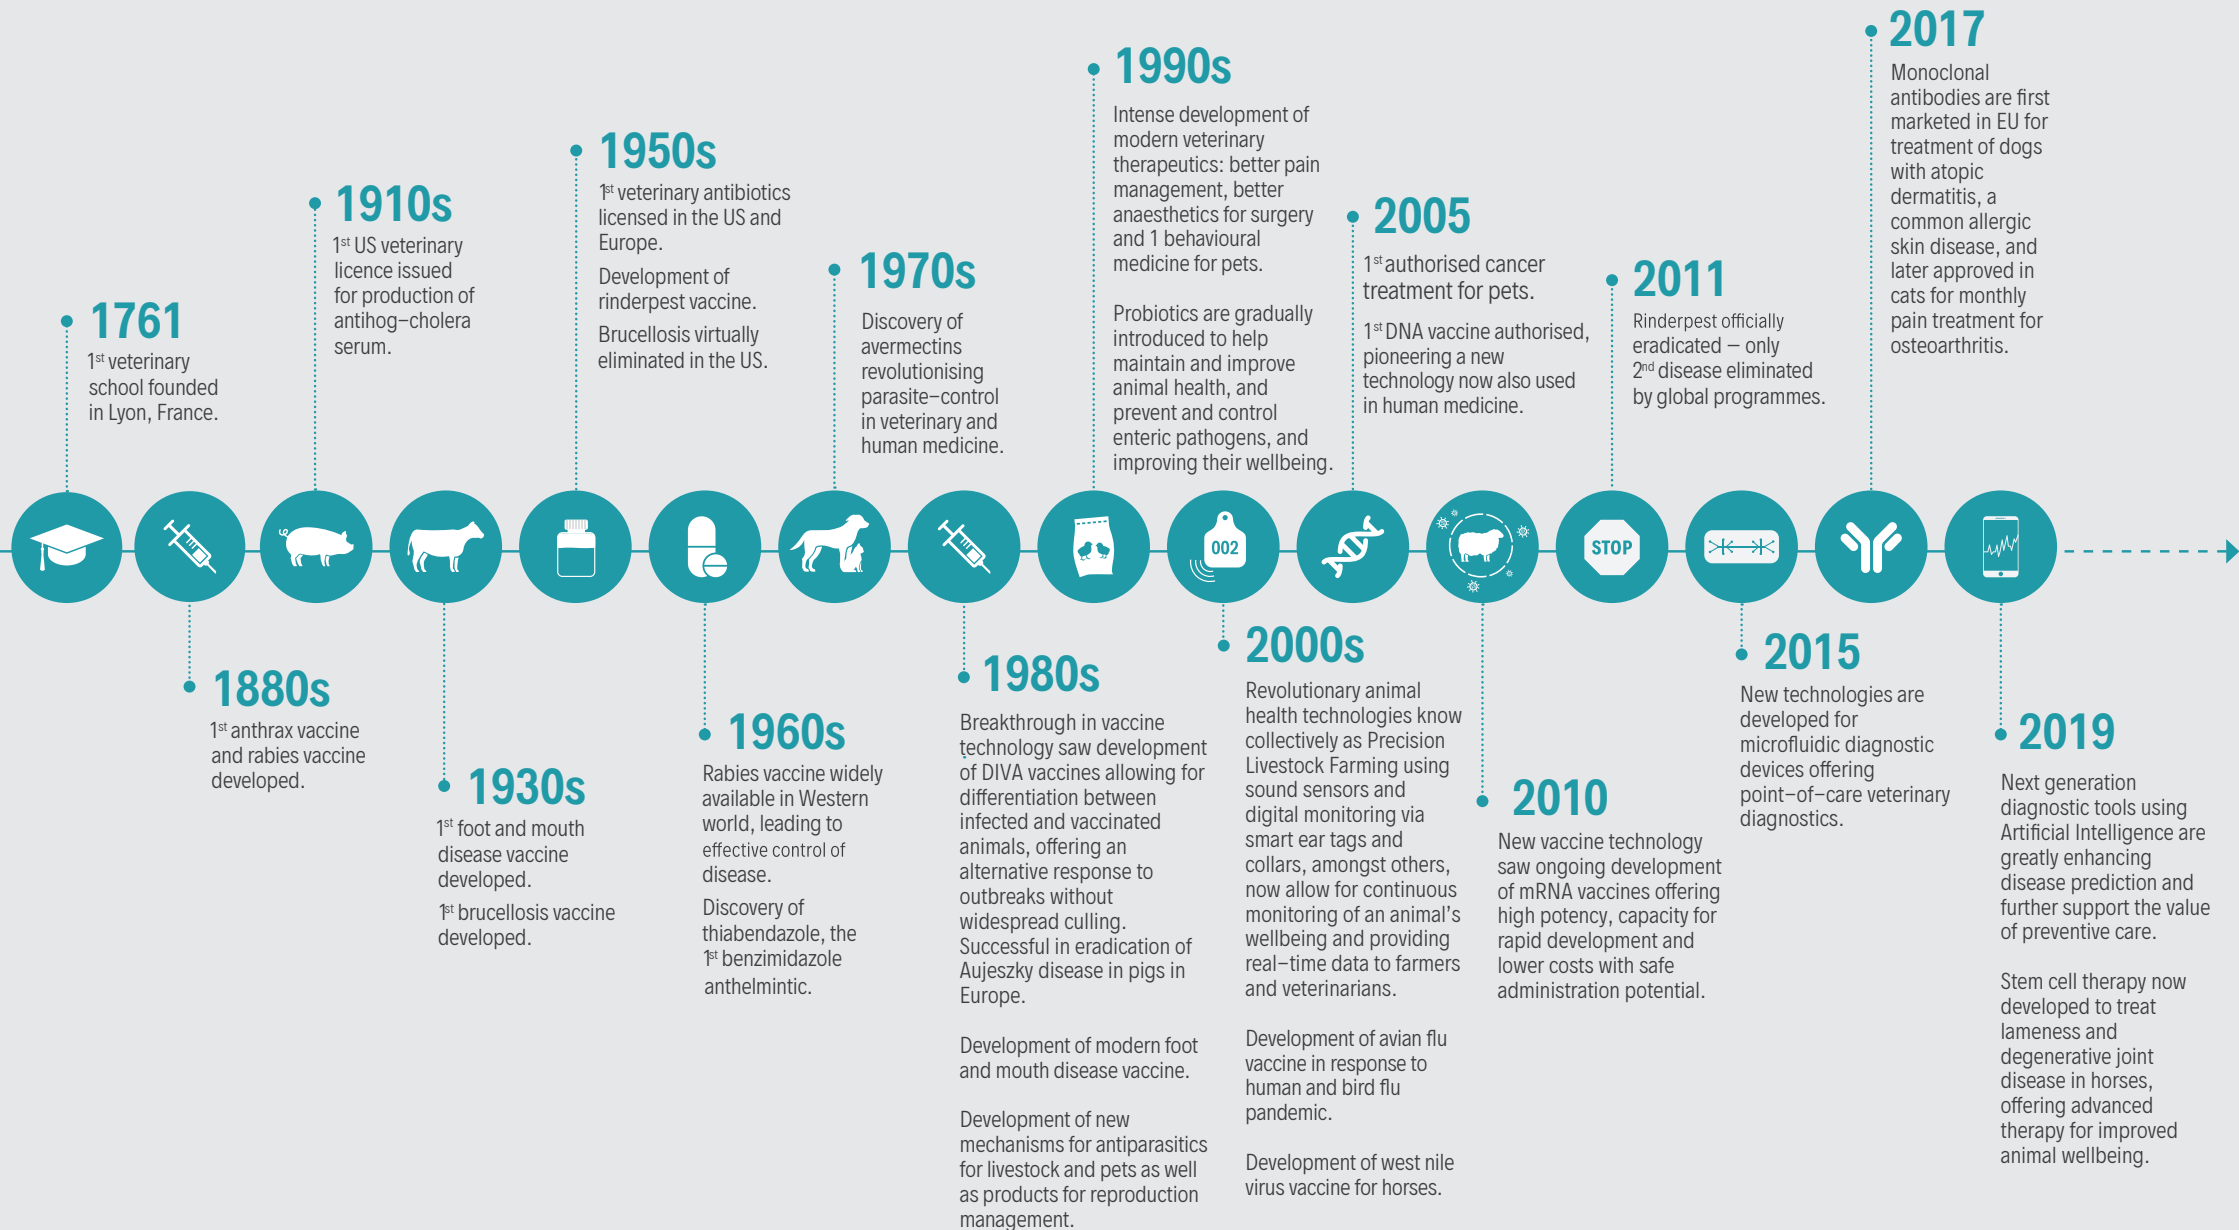 1761
1st veterinary
school founded
in Lyon, France.
1880s
1st anthrax vaccine
and rabies vaccine
developed.
1910s
1st US veterinary
licence issued
for production of
antihog–cholera
serum.
1930s
1st foot and mouth
disease vaccine
developed.
1st brucellosis vaccine
developed.
1950s
1st veterinary antibiotics
licensed in the US and
Europe.
Development of
rinderpest vaccine.
Brucellosis virtually
eliminated in the US.
1960s
Rabies vaccine widely
available in Western
world, leading to
effective control of
disease.
Discovery of
thiabendazole, the
1st benzimidazole
anthelmintic.
1970s
Discovery of
avermectins
revolutionising
parasite–control
in veterinary and
human medicine.
1980s
Breakthrough in vaccine
technology saw development
of DIVA vaccines allowing for
differentiation between
infected and vaccinated
animals, offering an
alternative response to
outbreaks without
widespread culling.
Successful in eradication of
Aujeszky disease in pigs in
Europe.
Development of modern foot
and mouth disease vaccine.
Development of new
mechanisms for antiparasitics
for livestock and pets as well
as products for reproduction
management.
1990s
Intense development of
modern veterinary
therapeutics: better pain
management, better
anaesthetics for surgery
and 1 behavioural
medicine for pets.
Probiotics are gradually
introduced to help
maintain and improve
animal health, and
prevent and control
enteric pathogens, and
improving their wellbeing.
002
2000s
Revolutionary animal
health technologies know
collectively as Precision
Livestock Farming using
sound sensors and
digital monitoring via
smart ear tags and
collars, amongst others,
now allow for continuous
monitoring of an animal's
wellbeing and providing
real–time data to farmers
and veterinarians.
Development of avian flu
vaccine in response to
human and bird flu
pandemic.
Development of west nile
virus vaccine for horses.
2005
1st authorised cancer
treatment for pets.
1st DNA vaccine authorised,
pioneering a new
technology now also used
in human medicine.
2010
New vaccine technology
saw ongoing development
of mRNA vaccines offering
high potency, capacity for
rapid development and
lower costs with safe
administration potential.
2011
Rinderpest officially
eradicated – only
2nd disease eliminated
by global programmes.
STOP
2015
New technologies are
developed for
microfluidic diagnostic
devices offering
point–of–care veterinary
diagnostics.
2017
Monoclonal
antibodies are first
marketed in EU for
treatment of dogs
with atopic
dermatitis, a
common allergic
skin disease, and
later approved in
cats for monthly
pain treatment for
osteoarthritis.
2019
Next generation
diagnostic tools using
Artificial Intelligence are
greatly enhancing
disease prediction and
further support the value
of preventive care.
Stem cell therapy now
developed to treat
lameness and
degenerative joint
disease in horses,
offering advanced
therapy for improved
animal wellbeing.